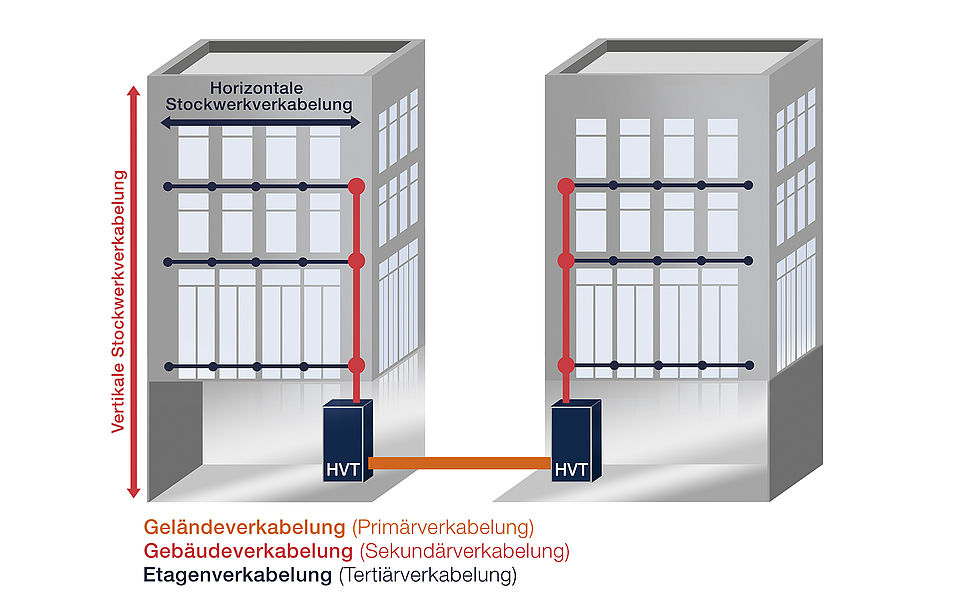 Horizontale
Stockwerkverkabelung
Vertikale Stockwerkverkabelung
HVT
HVT
Geländeverkabelung (Primärverkabelung)
Gebäudeverkabelung (Sekundärverkabelung)
Etagenverkabelung (Tertiärverkabelung)